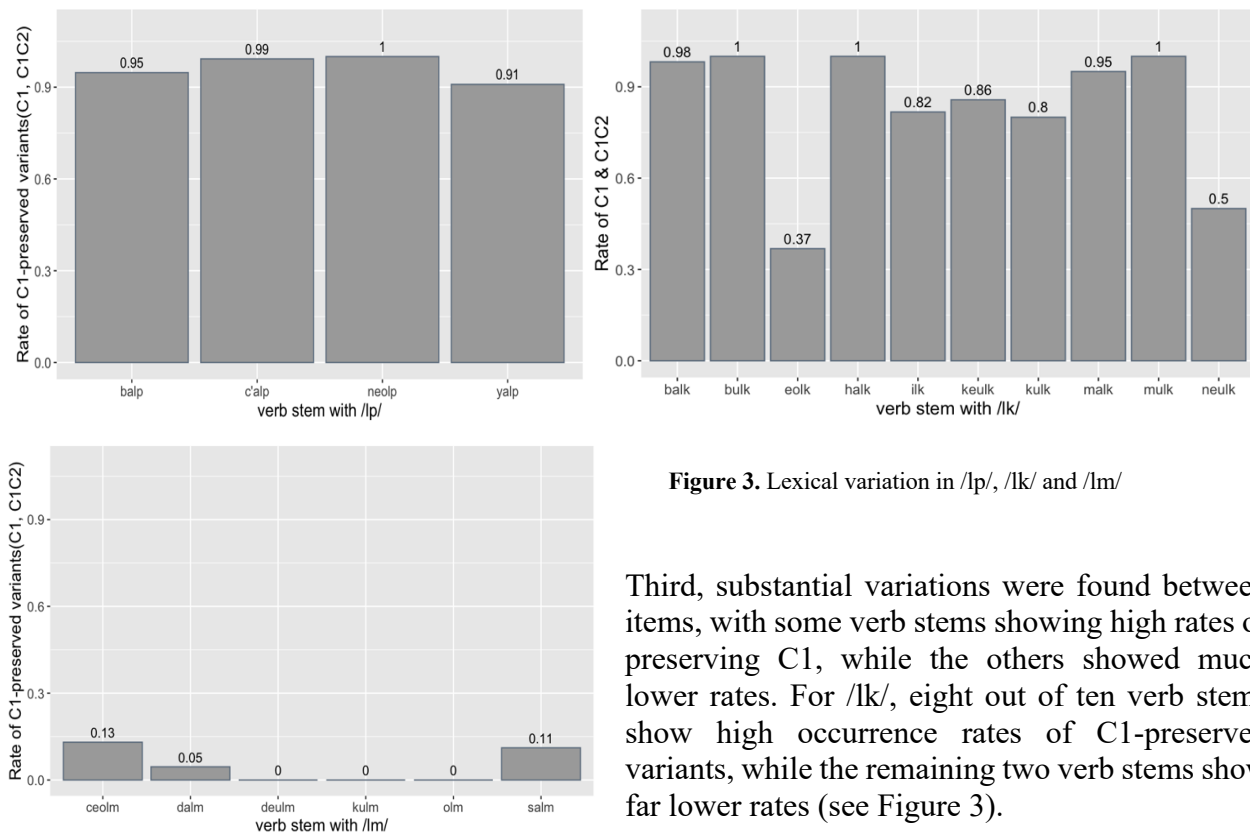 Rate of C1-preserved variants(C1, C1C2)
0.9
0.6
0.3
0.0
0.95
0.99
1
0.91
balp c'alp neolp yalp
verb stem with /lp/
Rate of C1 & C1C2
0.9
0.6
0.3
0.0
0.98
1
0.37
1
0.82
0.86
0.8
0.95
1
0.5
balk bulk eolk halk ilk keulk kulk malk mulk neulk
verb stem with /lk/
Rate of C1-preserved variants(C1, C1C2)
0.9
0.6
0.3
0.0
0.13
0.05
0
0
0
0.11
ceolm dalm deulm kulm olm salm
verb stem with /lm/
Figure 3. Lexical variation in /lp/, /lk/ and /lm/
Third, substantial variations were found betwee
items, with some verb stems showing high rates o
preserving C1, while the others showed muc
lower rates. For /lk/, eight out of ten verb stem
show high occurrence rates of C1-preserve
variants, while the remaining two verb stems show
far lower rates (see Figure 3).